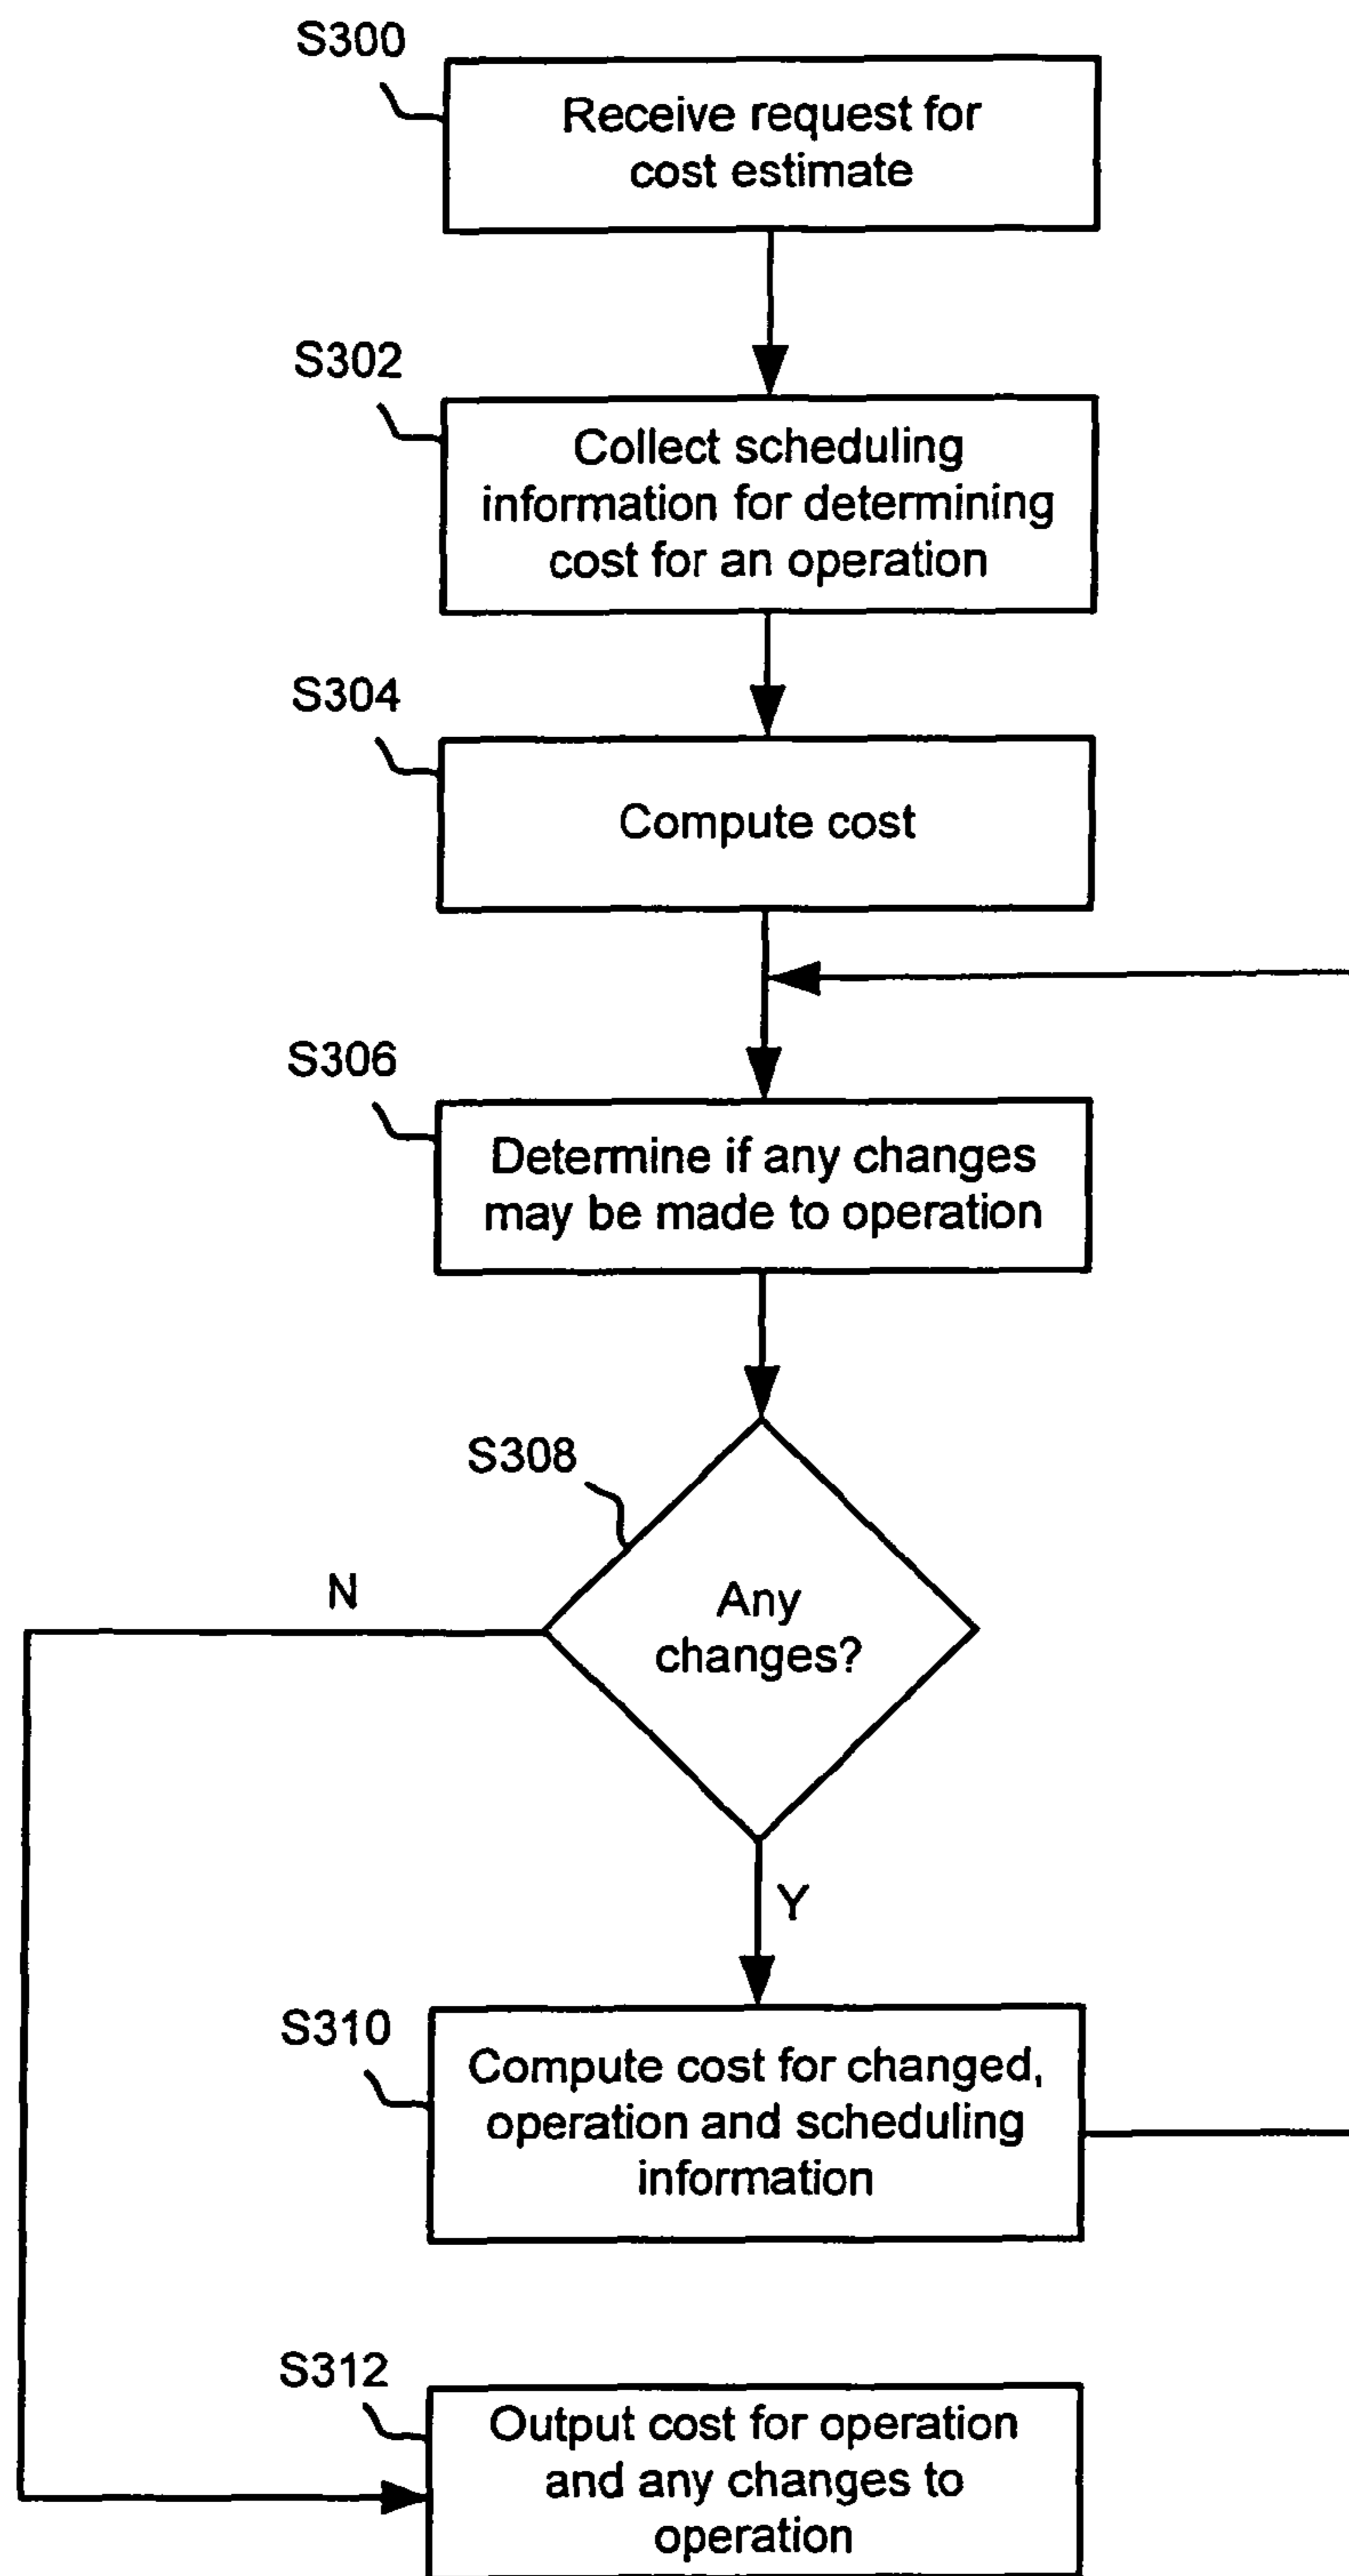 S300
Receive request for
cost estimate
S302
Collect scheduling
information for determining
cost for an operation
S304
Compute cost
S306
Determine if any changes
may be made to operation
S308
Any
changes?
N
Y
S310
Compute cost for changed,
operation and scheduling
information
S312
Output cost for operation
and any changes to
operation